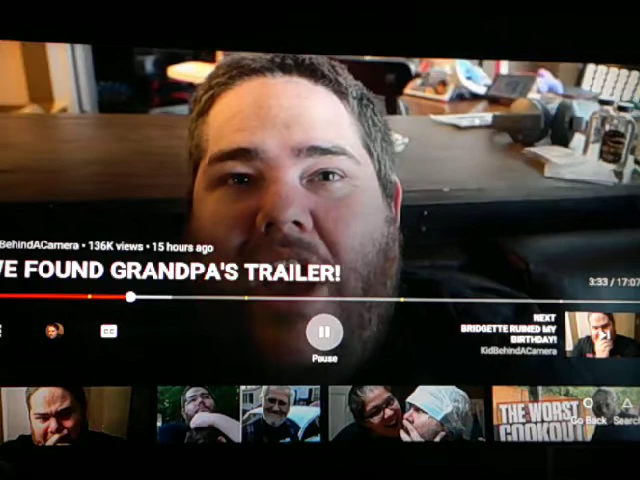 BehindACamera • 136K views • 15 hours ago
VE FOUND GRANDPA'S TRAILER!
3:33 / 17:07
CC
Pause
NEXT
BRIDGETTE RUINED MY
BIRTHDAY!
KidBehindACamera
THE WORST
COOKOUT
Go Back Search